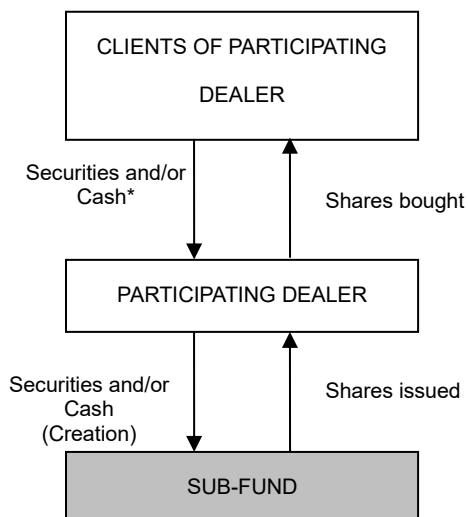 CLIENTS OF PARTICIPATING
DEALER
Securities and/or
Cash*
Shares bought
PARTICIPATING DEALER
Securities and/or
Cash
(Creation)
Shares issued
SUB-FUND